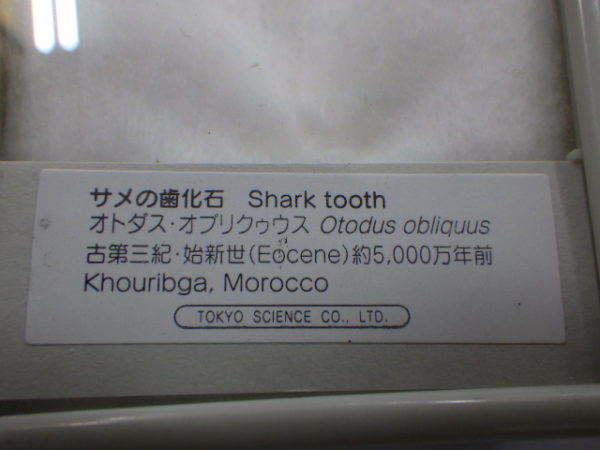 サメの歯化石 Shark tooth
オトダス・オブリクゥウス Otodus obliquus
古第三紀・始新世(Eocene)約5,000万年前
Khouribga, Morocco
TOKYO SCIENCE CO., LTD.